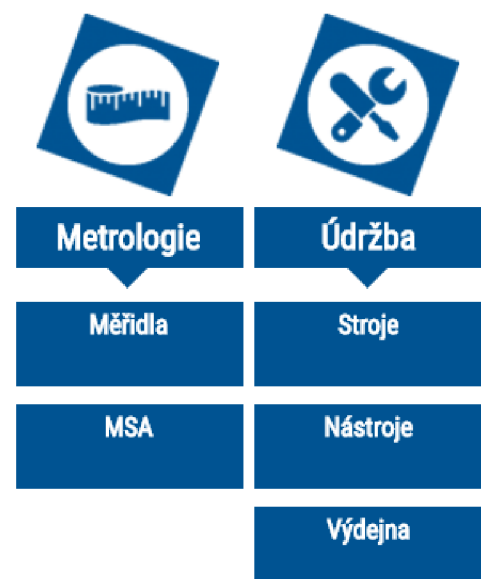 Metrologie
Měřidla
MSA
Údržba
Stroje
Nástroje
Výdejna